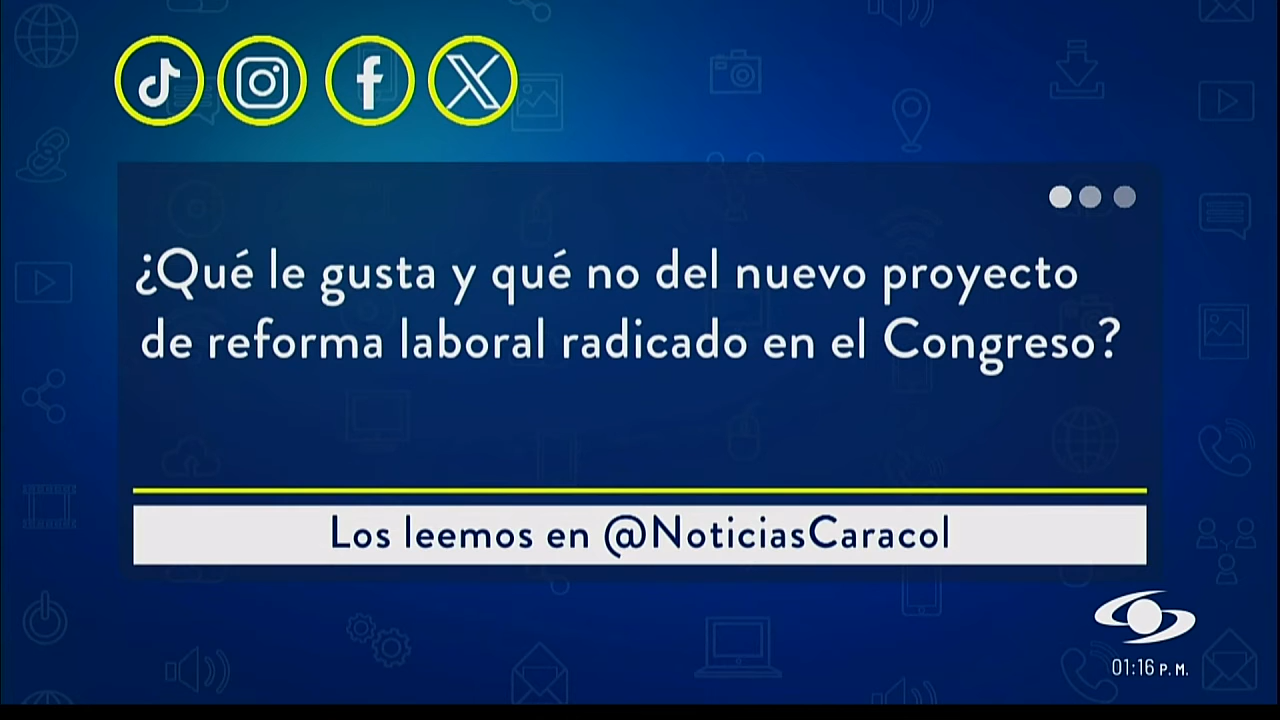 ¿Qué le gusta y qué no del nuevo proyecto
de reforma laboral radicado en el Congreso?
Los leemos en @NoticiasCaracol
01:16 P. M.